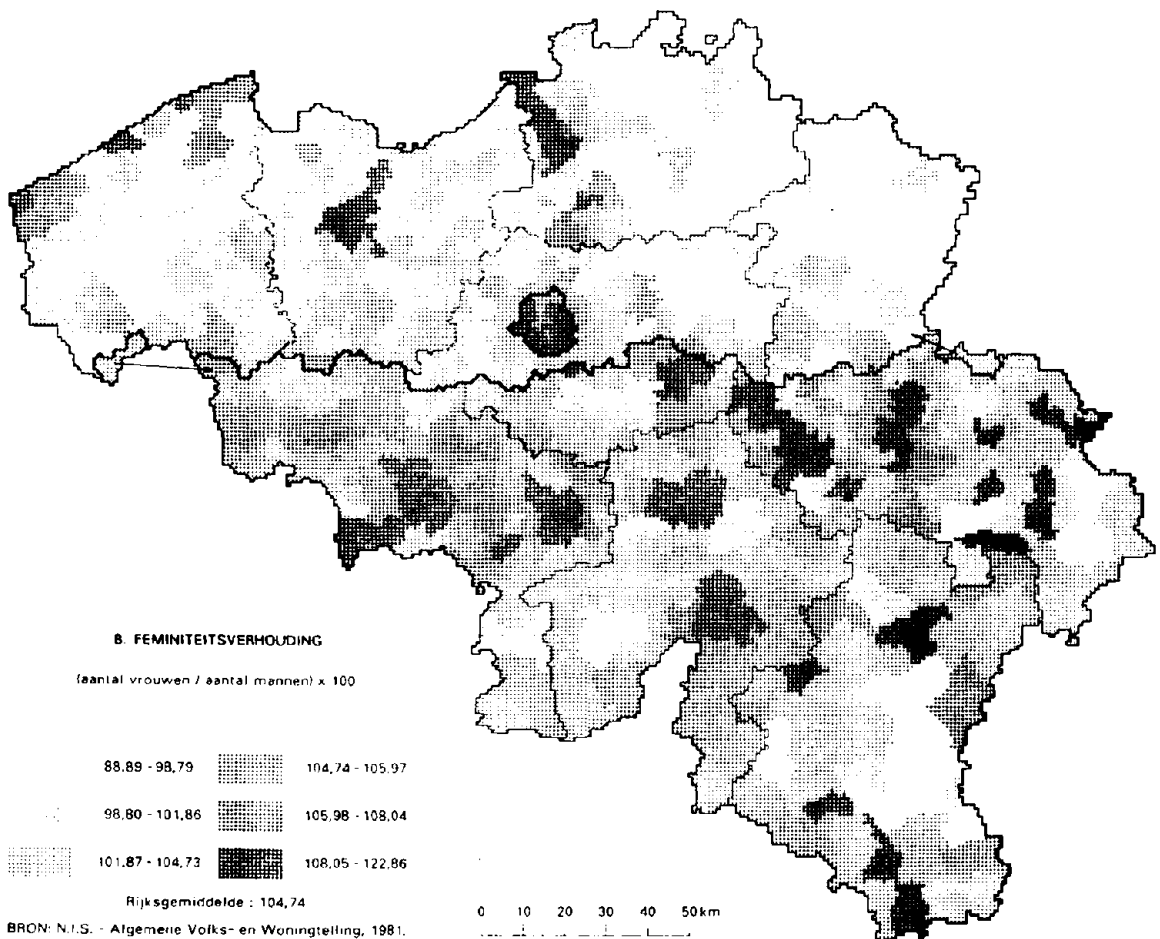 B. FEMINITEITSVERHOUDING
(aantal vrouwen / aantal mannen) x 100
88,89 - 98,79 104,74 - 105,97
98,80 - 101,86 105,98 - 108,04
101,87 - 104,73 108,05 - 122,86
Rijksgemiddelde : 104,74
0 10 20 30 40 50 km
BRON: N.I.S. - Algemene Volks- en Woningtelling, 1981.